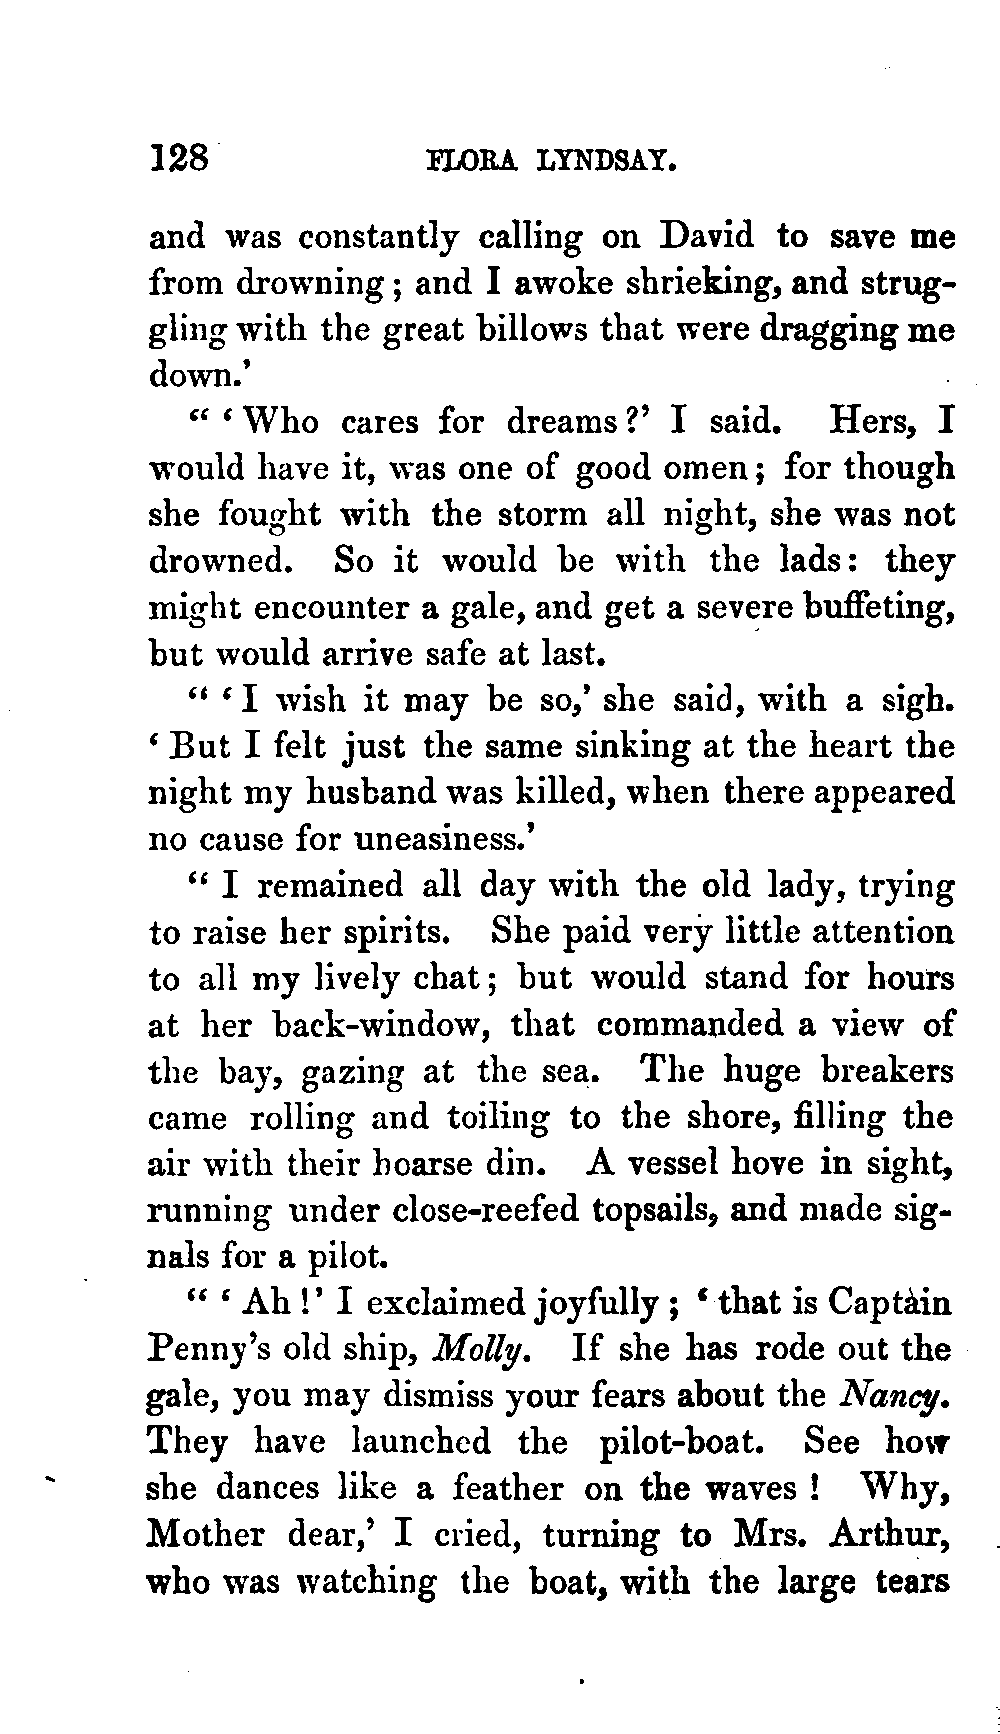 128 FLORA LYNDSAY.
and was constantly calling on David to save me
from drowning; and I awoke shrieking, and strug-
gling with the great billows that were dragging me
down.'
" 'Who cares for dreams?' I said. Hers, I
would have it, was one of good omen; for though
she fought with the storm all night, she was not
drowned. So it would be with the lads: they
might encounter a gale, and get a severe buffeting,
but would arrive safe at last.
" 'I wish it may be so,' she said, with a sigh.
'But I felt just the same sinking at the heart the
night my husband was killed, when there appeared
no cause for uneasiness.'
"I remained all day with the old lady, trying
to raise her spirits. She paid very little attention
to all my lively chat; but would stand for hours
at her back-window, that commanded a view of
the bay, gazing at the sea. The huge breakers
came rolling and toiling to the shore, filling the
air with their hoarse din. A vessel hove in sight,
running under close-reefed topsails, and made sig-
nals for a pilot.
" 'Ah!' I exclaimed joyfully; 'that is Captain
Penny's old ship, Molly. If she has rode out the
gale, you may dismiss your fears about the Nancy.
They have launched the pilot-boat. See how
she dances like a feather on the waves! Why,
Mother dear,' I cried, turning to Mrs. Arthur,
who was watching the boat, with the large tears